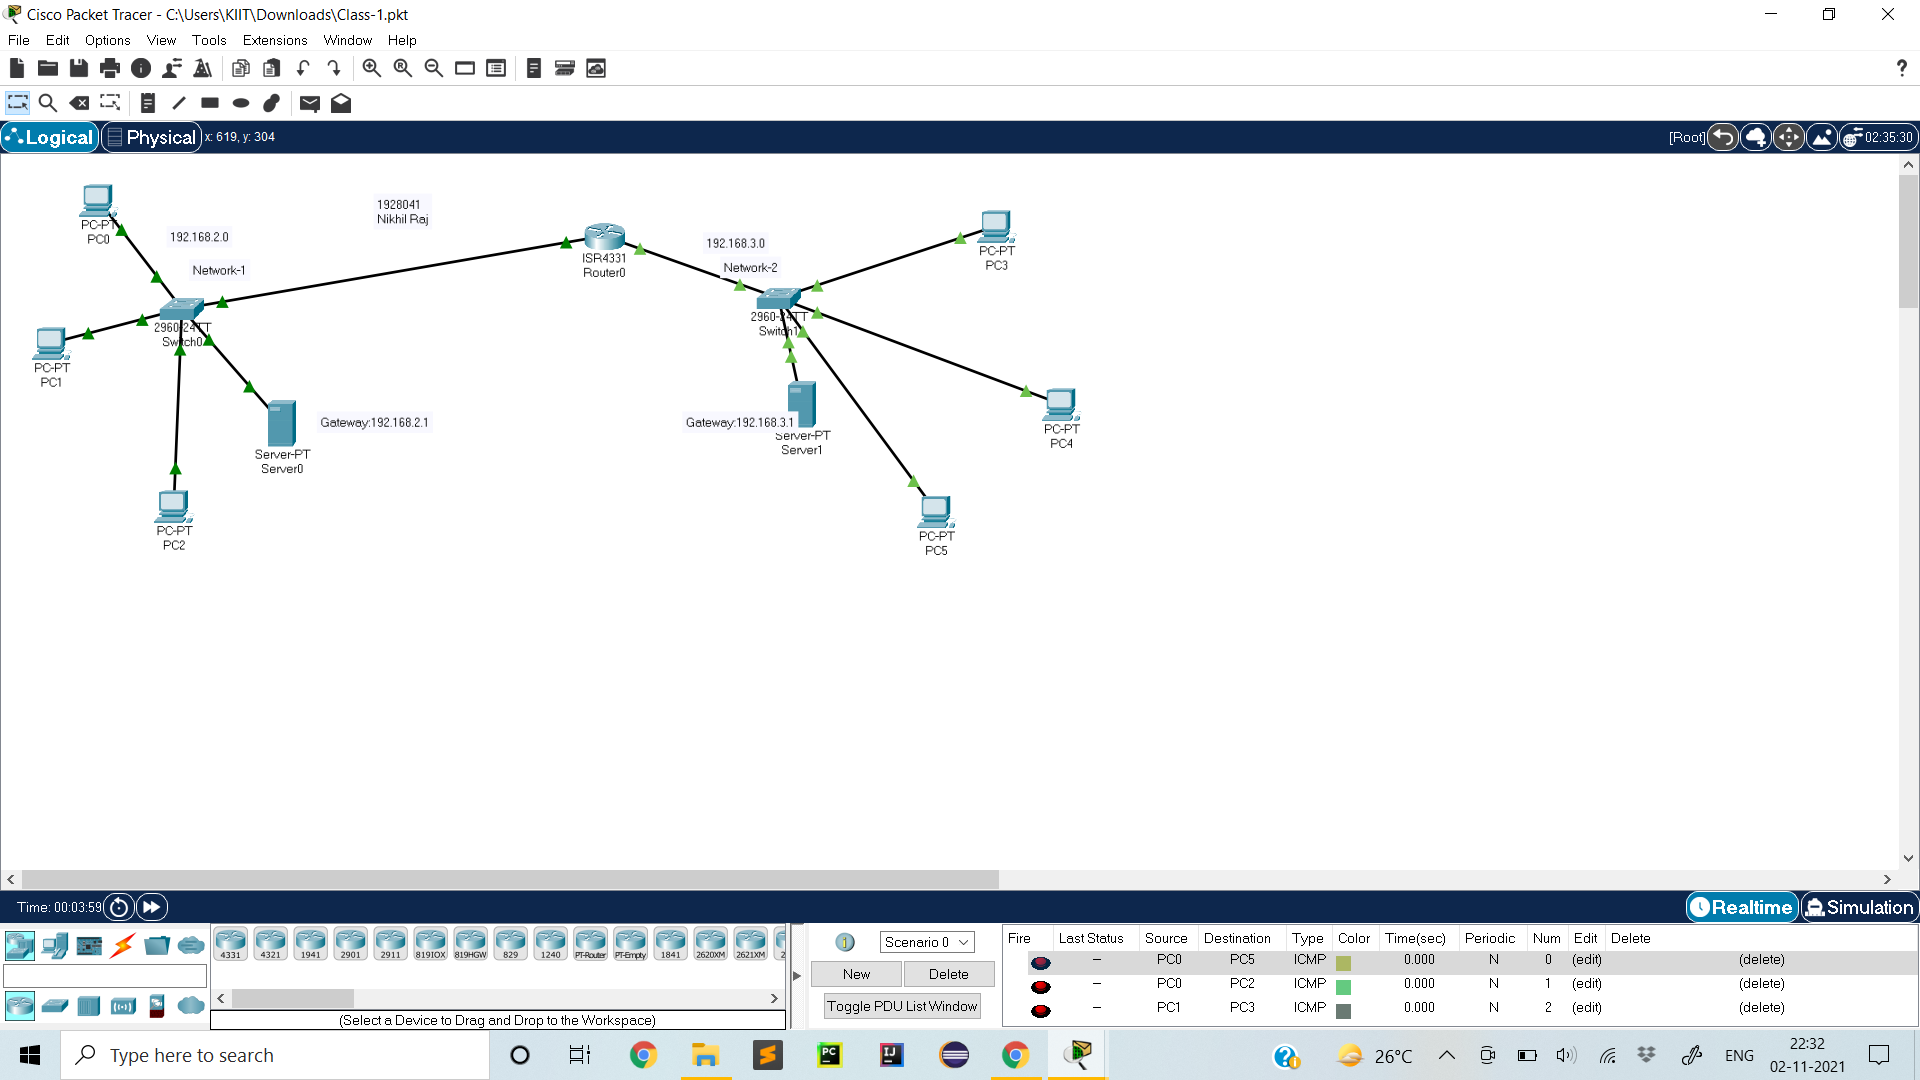 Cisco Packet Tracer - C:\Users\KIIT\Downloads\Class-1.pkt
File Edit Options View Tools Extensions Window Help
?
Logical Physical x: 619, y: 304 [Root] 02:35:30
1928041
Nikhil Raj
PC-PT
PC0
192.168.2.0
Network-1
ISR4331
Router0
192.168.3.0
Network-2
PC-PT
PC3
2960-24TT
Switch0
2960-24TT
Switch1
PC-PT
PC1
Gateway:192.168.2.1
Gateway:192.168.3.1
Server-PT
Server0
Server-PT
Server1
PC-PT
PC4
PC-PT
PC2
PC-PT
PC5
Time: 00:03:59 Realtime Simulation
4331 4321 1941 2901 2911 819IOX 819HGW 829 1240 PT-Router PT-Empty 1841 2620XM 2621XM
(Select a Device to Drag and Drop to the Workspace)
Scenario 0
New Delete
Toggle PDU List Window
Fire Last Status Source Destination Type Color Time(sec) Periodic Num Edit Delete
-- PC0 PC5 ICMP 0.000 N 0 (edit) (delete)
-- PC0 PC2 ICMP 0.000 N 1 (edit) (delete)
-- PC1 PC3 ICMP 0.000 N 2 (edit) (delete)
Type here to search
26°C ENG
22:32
02-11-2021